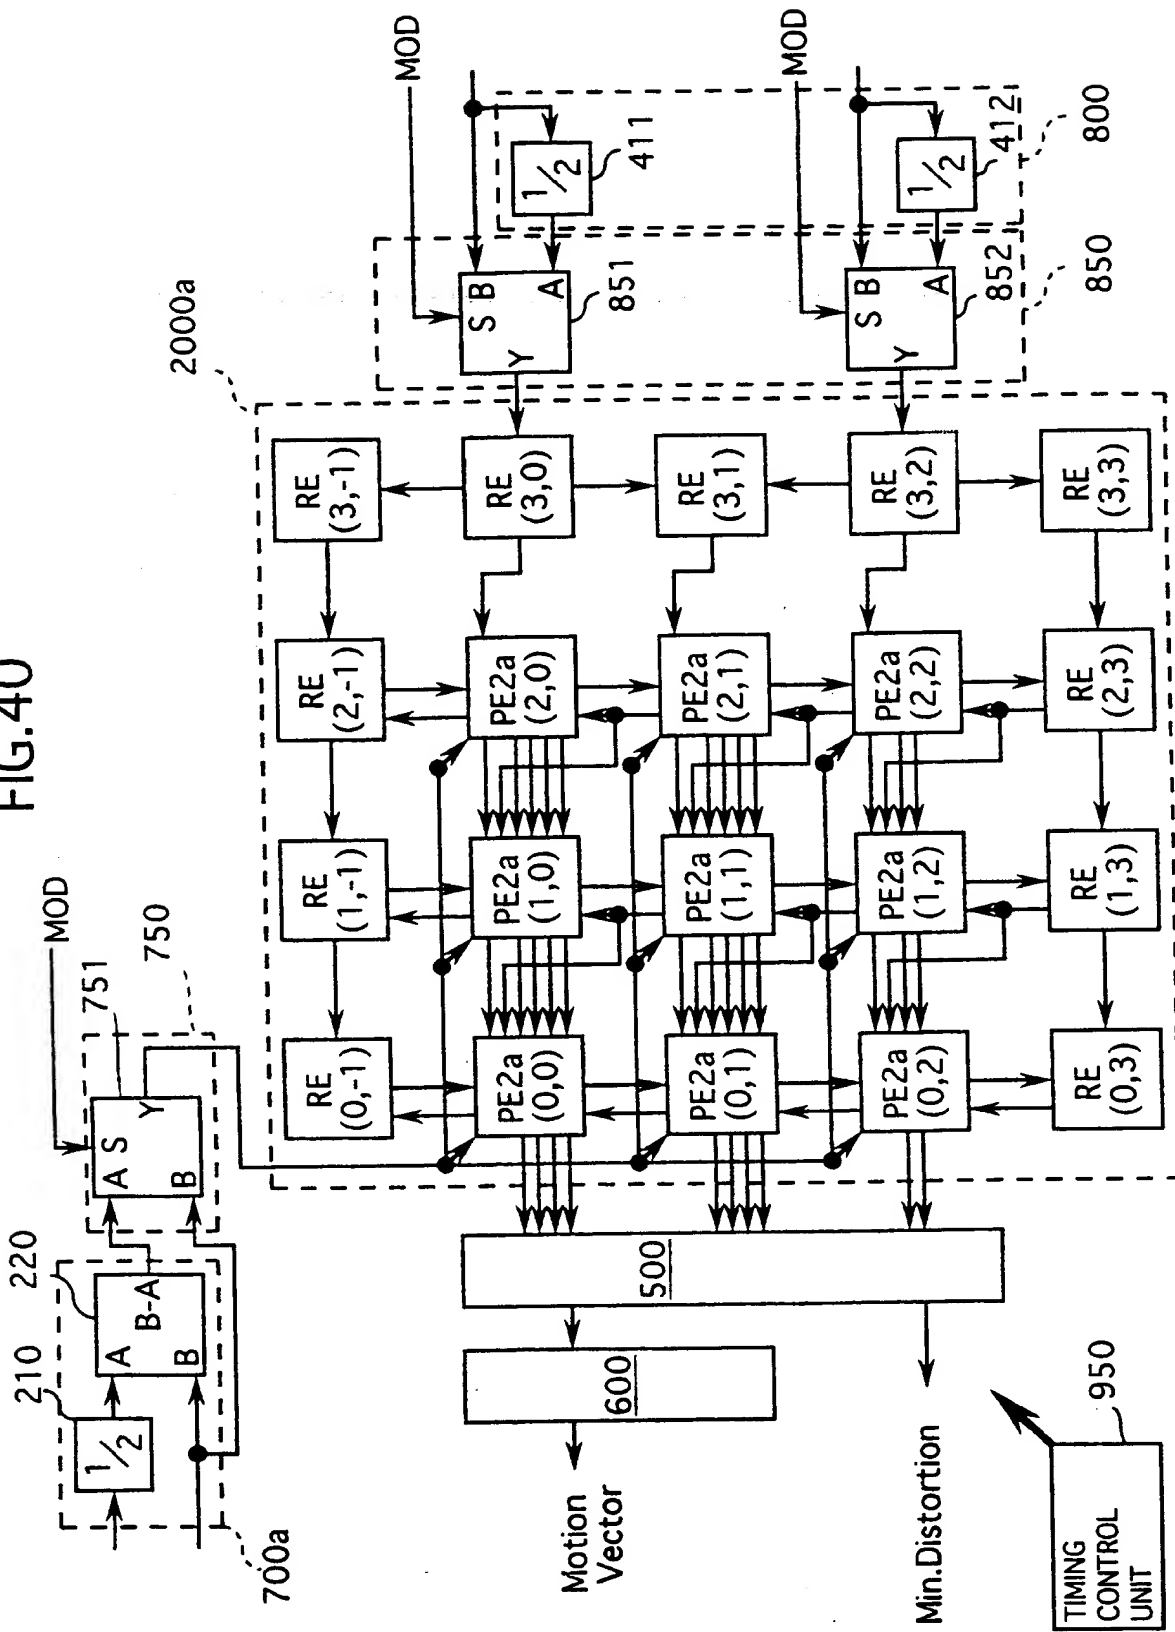 FIG.40
MOD
751
750
220
210
A
S
Y
B
A
B-A
B
1/2
700a
2000a
MOD
MOD
S
B
A
Y
851
1/2
411
S
B
A
Y
852
1/2
412
850
800
RE
(0,-1)
RE
(1,-1)
RE
(2,-1)
RE
(3,-1)
PE2a
(0,0)
PE2a
(1,0)
PE2a
(2,0)
RE
(3,0)
PE2a
(0,1)
PE2a
(1,1)
PE2a
(2,1)
RE
(3,1)
PE2a
(0,2)
PE2a
(1,2)
PE2a
(2,2)
RE
(3,2)
RE
(0,3)
RE
(1,3)
RE
(2,3)
RE
(3,3)
500
600
Motion
Vector
Min.Distortion
950
TIMING
CONTROL
UNIT